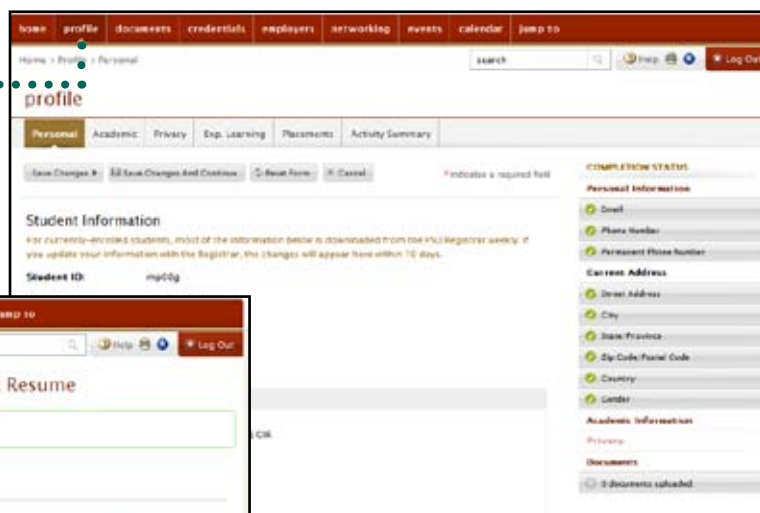 home profile documents credentials employers networking events calendar jump to
Home > Profile > Personal
search
Help
Log Out
profile
Personal Academic Privacy Exp. Learning Placements Activity Summary
Save Changes Save Changes And Continue Reset Form Cancel
* indicates a required field
Student Information
For currently-enrolled students, most of the information below is downloaded from the FSU Registrar weekly. If
you update your information with the Registrar, the changes will appear here within 10 days.
Student ID:
COMPLETION STATUS
Personal Information
Email
Phone Number
Permanent Phone Number
Current Address
Street Address
City
State/Province
Zip Code/Postal Code
Country
Gender
Academic Information
Privacy
Documents
0 documents uploaded
jump to
Help
Log Out
Resume